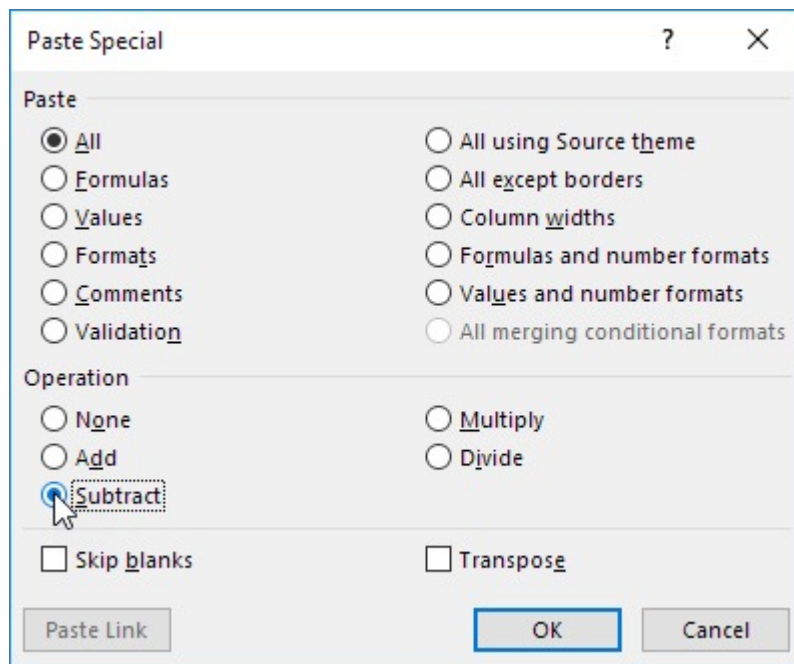 Paste Special ?
Paste
All
Formulas
Values
Formats
Comments
Validation
All using Source theme
All except borders
Column widths
Formulas and number formats
Values and number formats
All merging conditional formats
Operation
None
Add
Subtract
Multiply
Divide
Skip blanks
Transpose
Paste Link
OK
Cancel